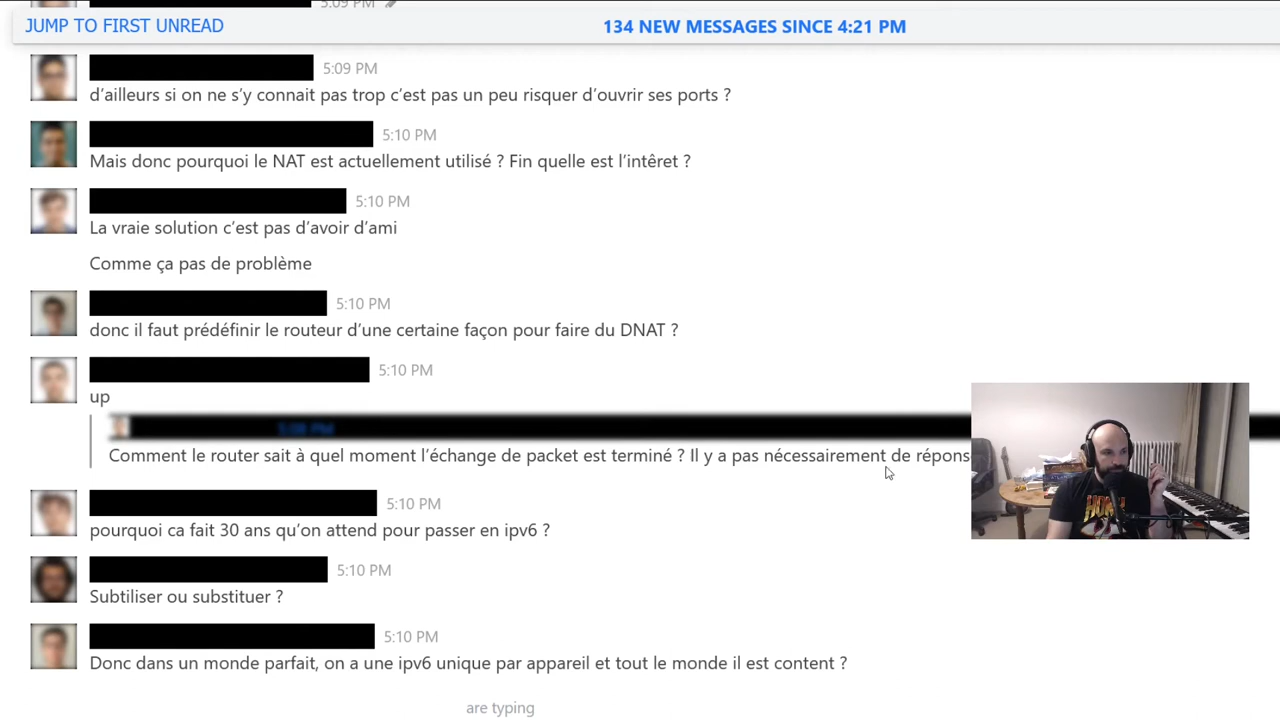 5:09 PM
JUMP TO FIRST UNREAD
134 NEW MESSAGES SINCE 4:21 PM
5:09 PM
d'ailleurs si on ne s'y connait pas trop c'est pas un peu risquer d'ouvrir ses ports ?
5:10 PM
Mais donc pourquoi le NAT est actuellement utilisé ? Fin quelle est l'intêret ?
5:10 PM
La vraie solution c'est pas d'avoir d'ami
Comme ça pas de problème
5:10 PM
donc il faut prédéfinir le routeur d'une certaine façon pour faire du DNAT ?
5:10 PM
up
Comment le router sait à quel moment l'échange de packet est terminé ? Il y a pas nécessairement de répons
5:10 PM
pourquoi ca fait 30 ans qu'on attend pour passer en ipv6 ?
5:10 PM
Subtiliser ou substituer ?
5:10 PM
Donc dans un monde parfait, on a une ipv6 unique par appareil et tout le monde il est content ?
are typing